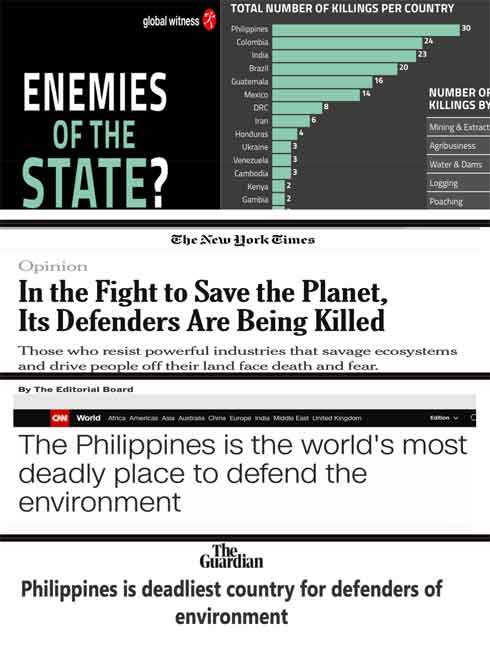 global witness
ENEMIES
OF THE
STATE?
TOTAL NUMBER OF KILLINGS PER COUNTRY
Philippines 30
Colombia 24
India 23
Brazil 20
Guatemala 16
Mexico 14
DRC 8
Iran 6
Honduras 4
Ukraine 3
Venezuela 3
Cambodia 3
Kenya 2
Gambia 2
NUMBER OF
KILLINGS BY
Mining & Extract
Agribusiness
Water & Dams
Logging
Poaching
The New York Times
Opinion
In the Fight to Save the Planet,
Its Defenders Are Being Killed
Those who resist powerful industries that savage ecosystems
and drive people off their land face death and fear.
By The Editorial Board
CNN World Africa Americas Asia Australia China Europe India Middle East United Kingdom Edition
The Philippines is the world's most
deadly place to defend the
environment
The
Guardian
Philippines is deadliest country for defenders of
environment